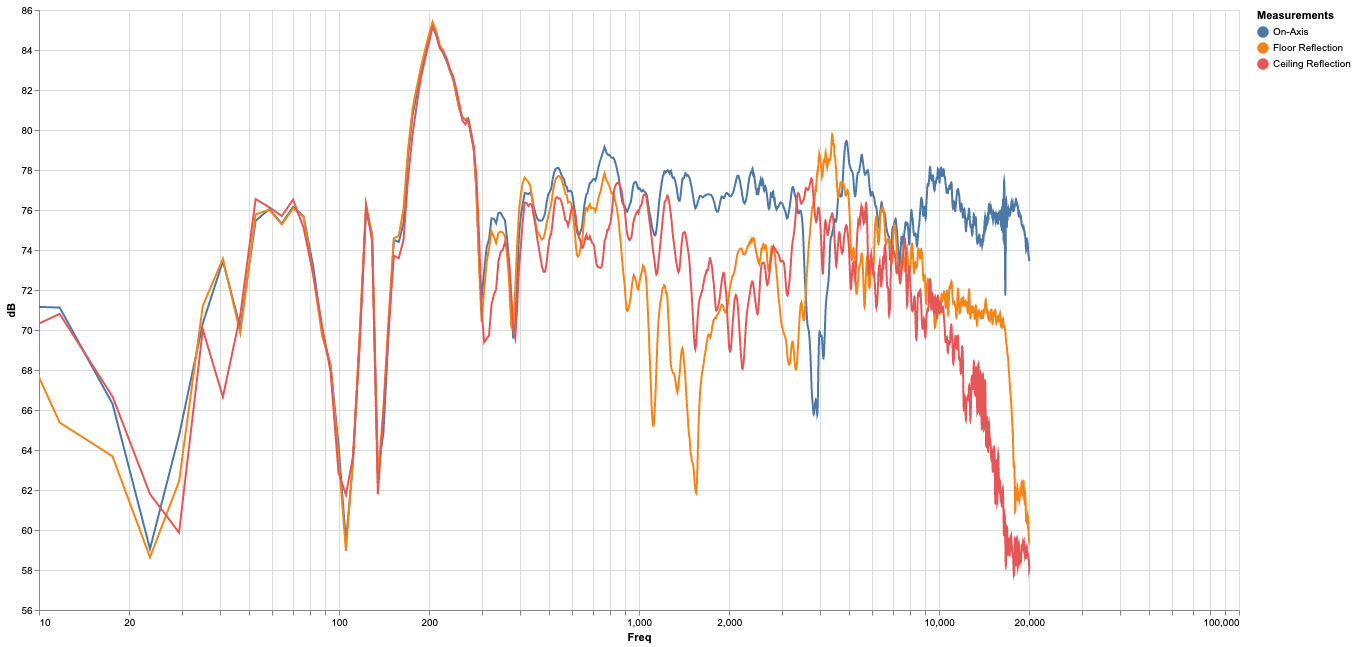 Measurements
On-Axis
Floor Reflection
Ceiling Reflection
86
84
82
80
78
76
74
72
70
68
66
64
62
60
58
56
dB
10 20 100 200 1,000 2,000 10,000 20,000 100,000
Freq